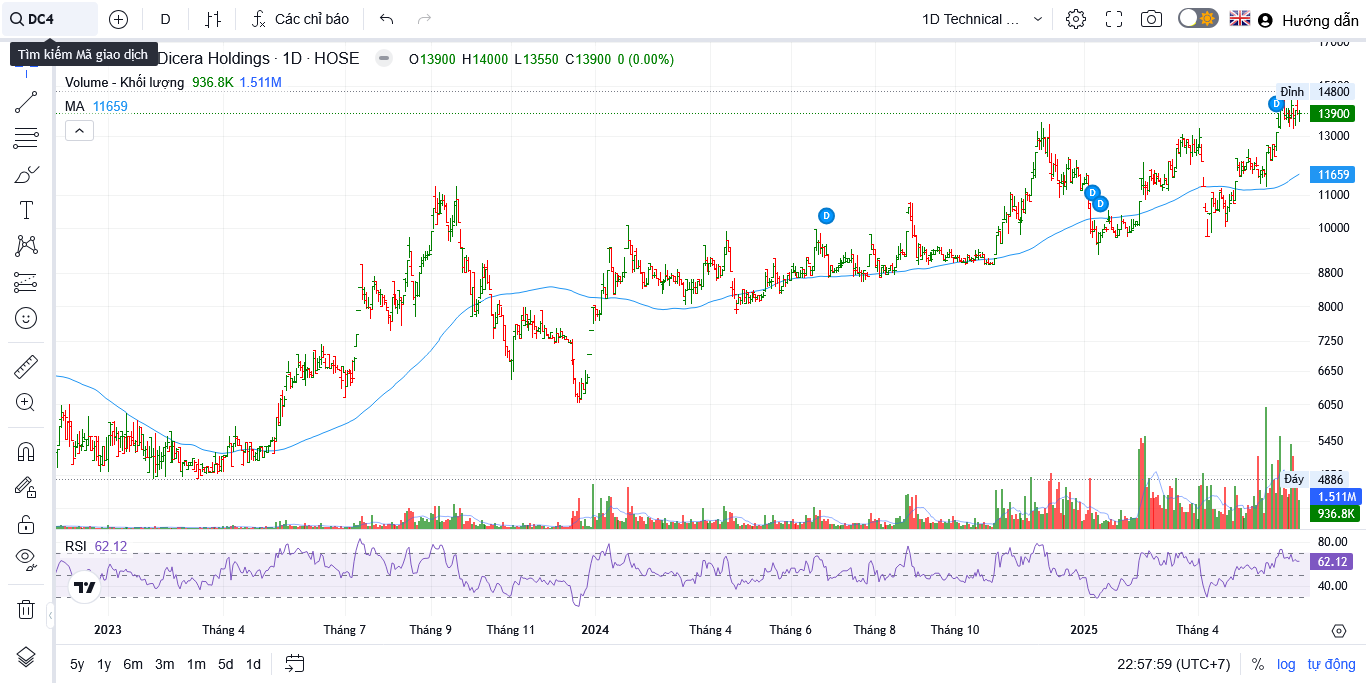 DC4
D
Các chỉ báo
1D Technical ...
Hướng dẫn
Tìm kiếm Mã giao dịch
Dicera Holdings · 1D · HOSE
O13900 H14000 L13550 C13900 0 (0.00%)
Volume - Khối lượng 936.8K 1.511M
MA 11659
17000
Đỉnh 14800
13900
13000
11659
11000
10000
8800
8000
7250
6650
6050
5450
Đáy 4886
1.511M
936.8K
D
D
D
D
RSI 62.12
80.00
62.12
40.00
2023
Tháng 4
Tháng 7
Tháng 9
Tháng 11
2024
Tháng 4
Tháng 6
Tháng 8
Tháng 10
2025
Tháng 4
5y 1y 6m 3m 1m 5d 1d
22:57:59 (UTC+7)
% log tự động